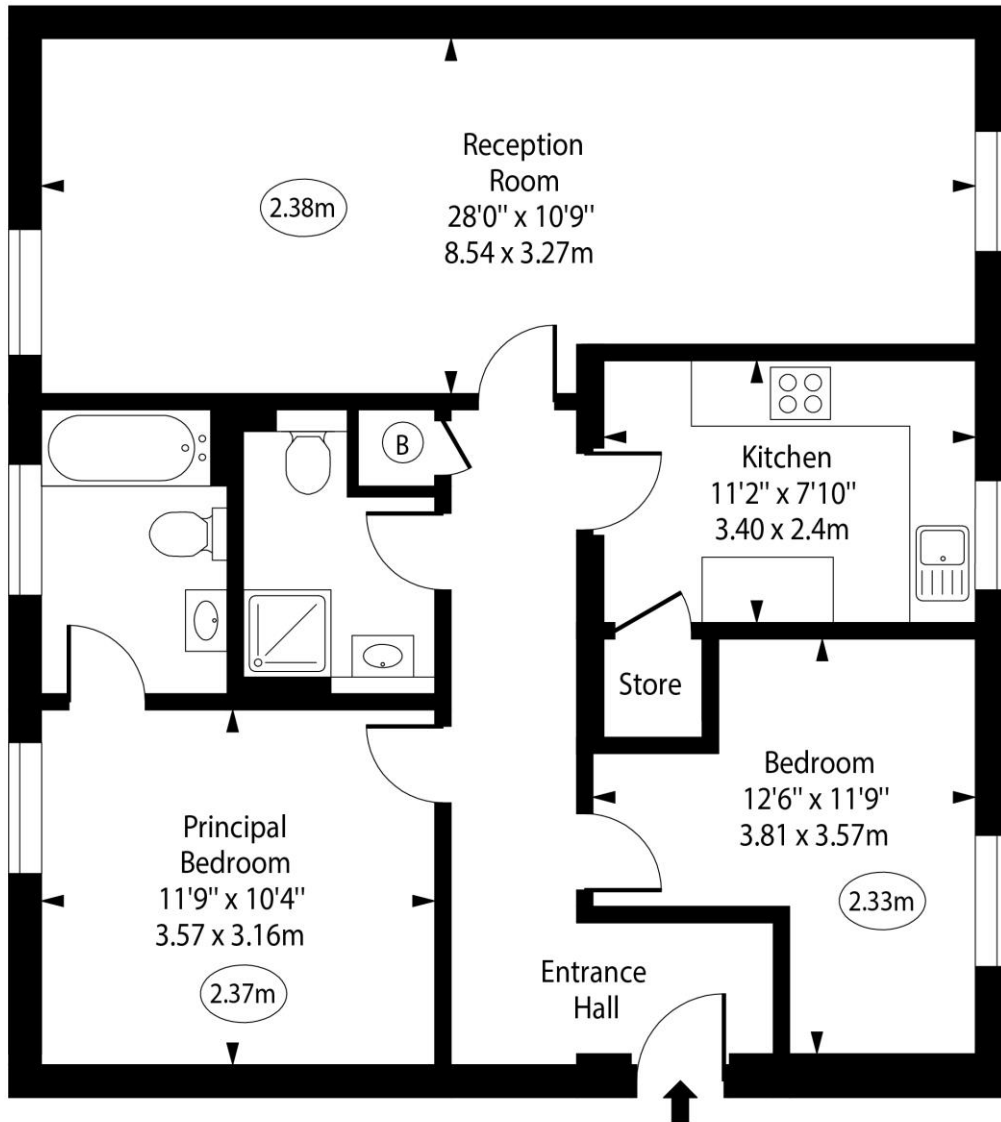 Reception
Room
28'0" x 10'9"
8.54 x 3.27m
2.38m
B
Kitchen
11'2" x 7'10"
3.40 x 2.4m
Store
Bedroom
12'6" x 11'9"
3.81 x 3.57m
2.33m
Principal
Bedroom
11'9" x 10'4"
3.57 x 3.16m
2.37m
Entrance
Hall